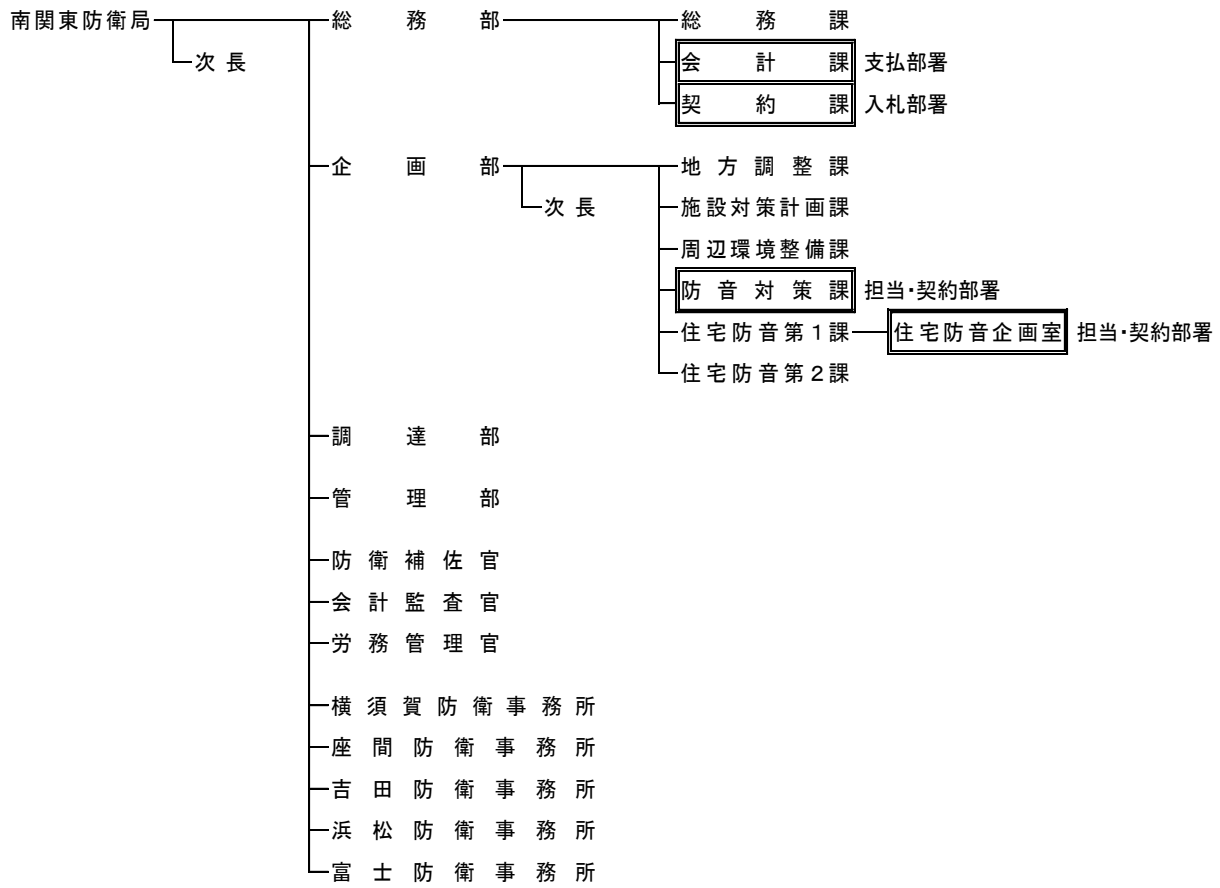 南関東防衛局 総務部 総務課
次長 会計課 支払部署
契約課 入札部署
企画部 地方調整課
次長 施設対策計画課
周辺環境整備課
防音対策課 担当・契約部署
住宅防音第1課 住宅防音企画室 担当・契約部署
住宅防音第2課
調達部
管理部
防衛補佐官
会計監査官
労務管理官
横須賀防衛事務所
座間防衛事務所
吉田防衛事務所
浜松防衛事務所
富士防衛事務所